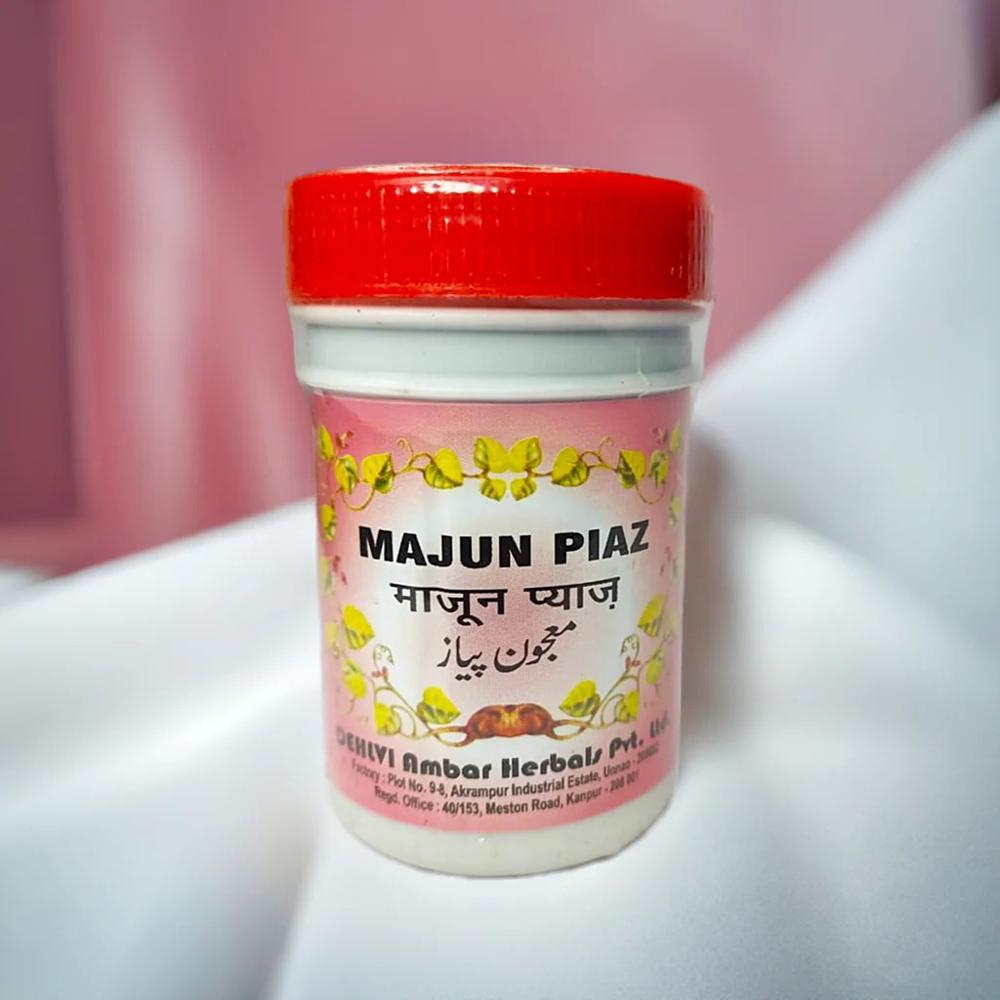 MAJUN PIAZ
माजून प्याज़
معجون پیاز
DEHLVI Ambar Herbals Pvt. Ltd.
Factory : Plot No. 9-8, Akrampur Industrial Estate, Unnao -
Regd. Office : 40/153, Meston Road, Kanpur - 208 001